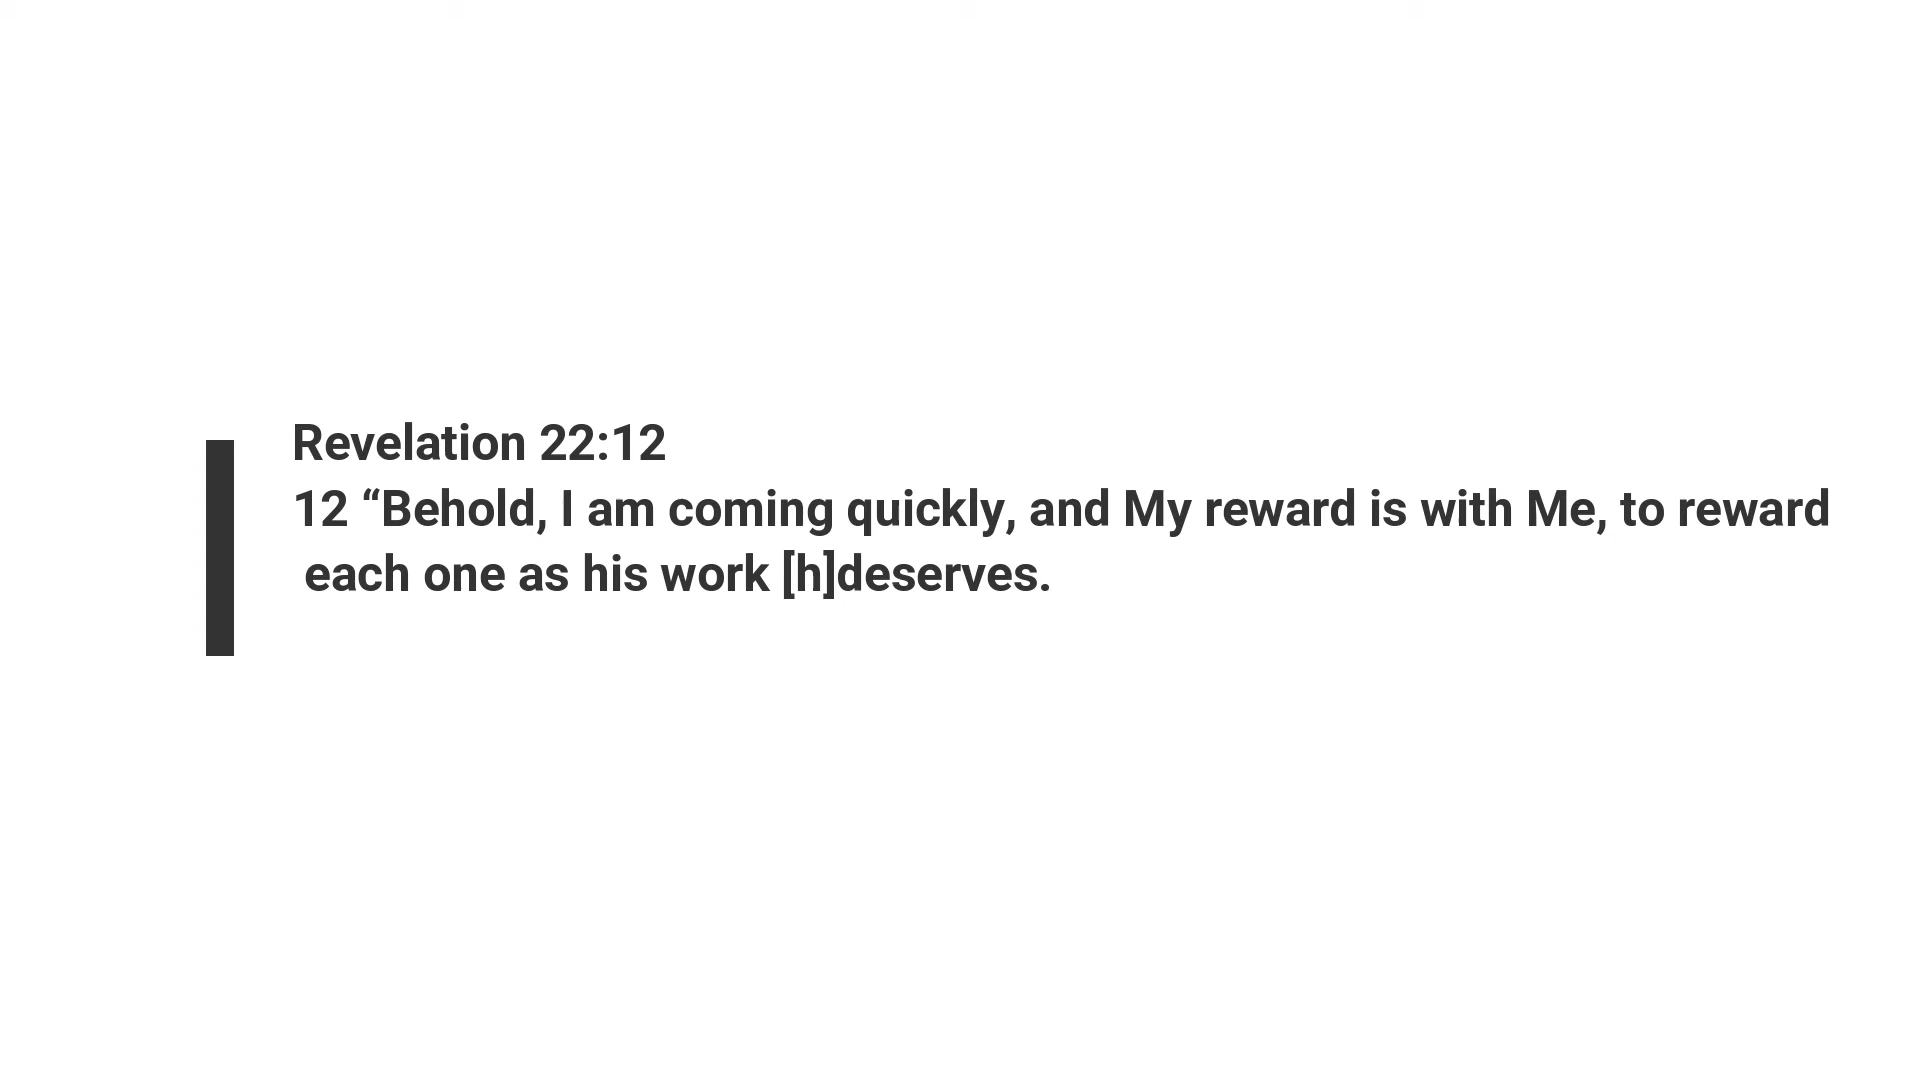 Revelation 22:12
12 “Behold, I am coming quickly, and My reward is with Me, to reward
each one as his work [h]deserves.